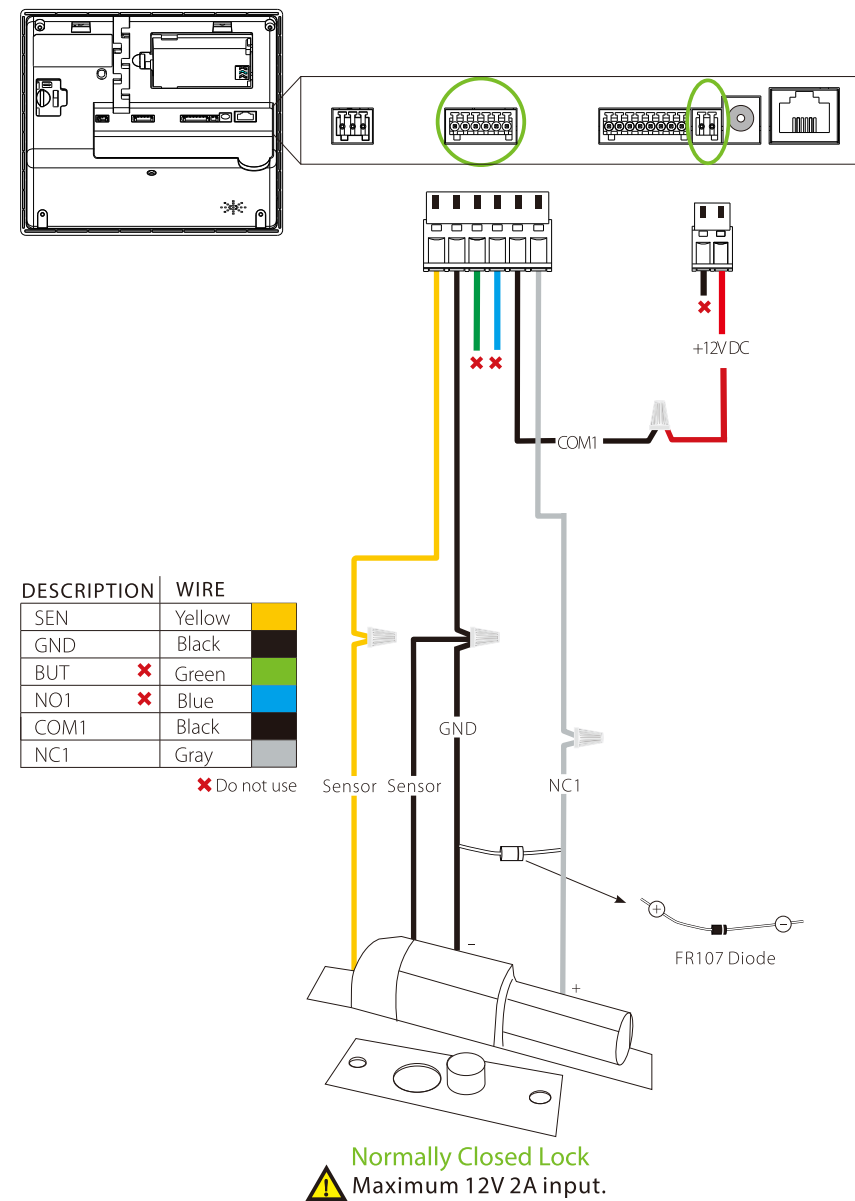 +12V DC
COM1
DESCRIPTION WIRE
SEN Yellow
GND Black
BUT ✖ Green
NO1 ✖ Blue
COM1 Black
NC1 Gray
✖ Do not use
GND
Sensor Sensor NC1
–
+
+ –
FR107 Diode
Normally Closed Lock
Maximum 12V 2A input.